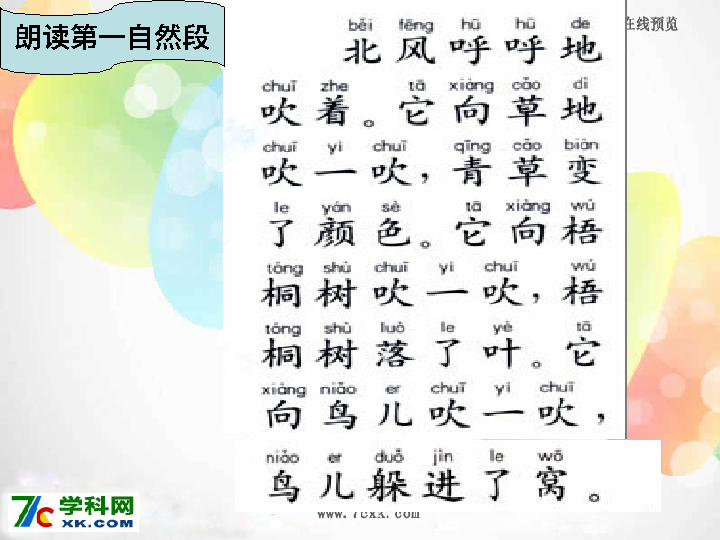 朗读第一自然段
在线预览
běi fēng hū hū de
北风呼呼地
chuī zhe tā xiàng cǎo dì
吹着。它向草地
chuī yi chuī qīng cǎo biàn
吹一吹，青草变
le yán sè tā xiàng wú
了颜色。它向梧
tóng shù chuī yi chuī wú
桐树吹一吹，梧
tóng shù luò le yè tā
桐树落了叶。它
xiàng niǎo er chuī yi chuī
向鸟儿吹一吹，
niǎo er duǒ jìn le wō
鸟儿躲进了窝。
7C 学科网
XK.COM
www.7cxk.com